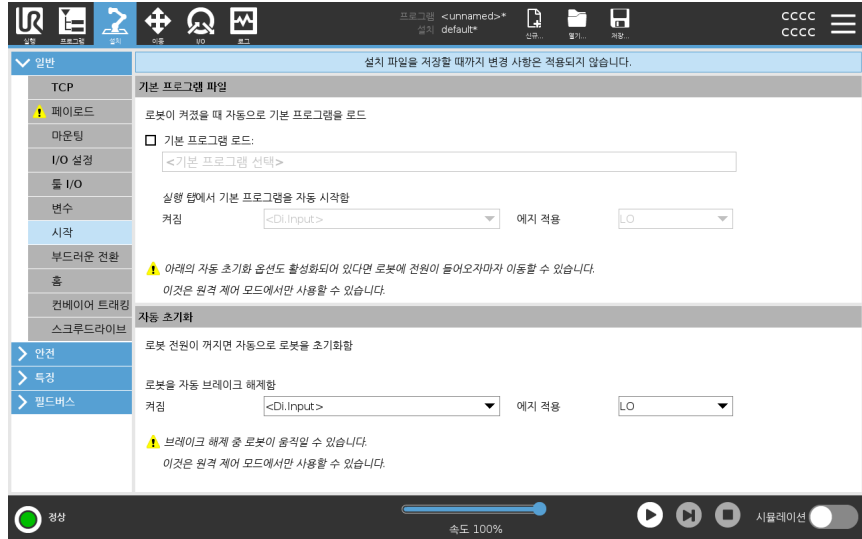 UR
실행 프로그램 설치 이동 I/O 로그
프로그램 <unnamed>*
설치 default*
신규... 열기... 저장...
cccc
cccc
일반
TCP
페이로드
마운팅
I/O 설정
툴 I/O
변수
시작
부드러운 전환
홈
컨베이어 트래킹
스크루드라이브
안전
특징
필드버스
설치 파일을 저장할 때까지 변경 사항은 적용되지 않습니다.
기본 프로그램 파일
로봇이 켜졌을 때 자동으로 기본 프로그램을 로드
기본 프로그램 로드:
<기본 프로그램 선택>
실행 탭에서 기본 프로그램을 자동 시작함
켜짐 <Di.Input> 에지 적용 LO
아래의 자동 초기화 옵션도 활성화되어 있다면 로봇에 전원이 들어오자마자 이동할 수 있습니다.
이것은 원격 제어 모드에서만 사용할 수 있습니다.
자동 초기화
로봇 전원이 꺼지면 자동으로 로봇을 초기화함
로봇을 자동 브레이크 해제함
켜짐 <Di.Input> 에지 적용 LO
브레이크 해제 중 로봇이 움직일 수 있습니다.
이것은 원격 제어 모드에서만 사용할 수 있습니다.
정상
속도 100%
시뮬레이션